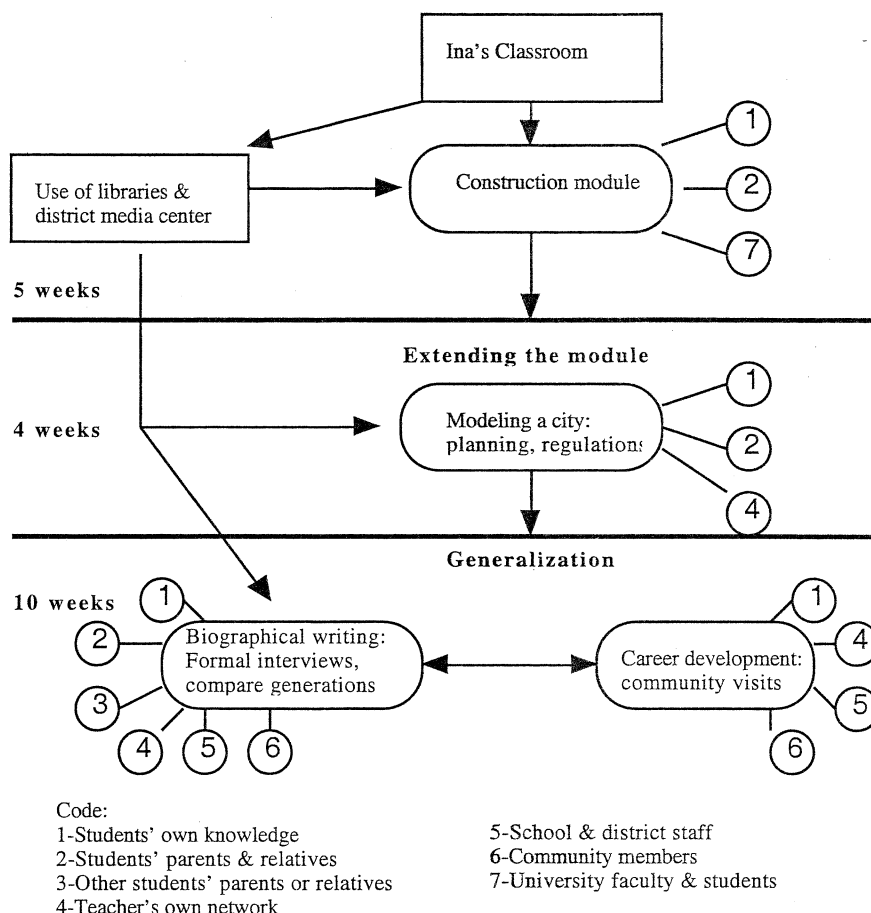 Ina's Classroom
1
Use of libraries &
district media center
Construction module
2
7
5 weeks
Extending the module
1
4 weeks
Modeling a city:
planning, regulations
2
4
Generalization
10 weeks
1
1
2
Biographical writing:
Formal interviews,
compare generations
Career development:
community visits
4
3
5
4
5
6
6
Code:
1-Students' own knowledge
2-Students' parents & relatives
3-Other students' parents or relatives
4-Teacher's own network
5-School & district staff
6-Community members
7-University faculty & students